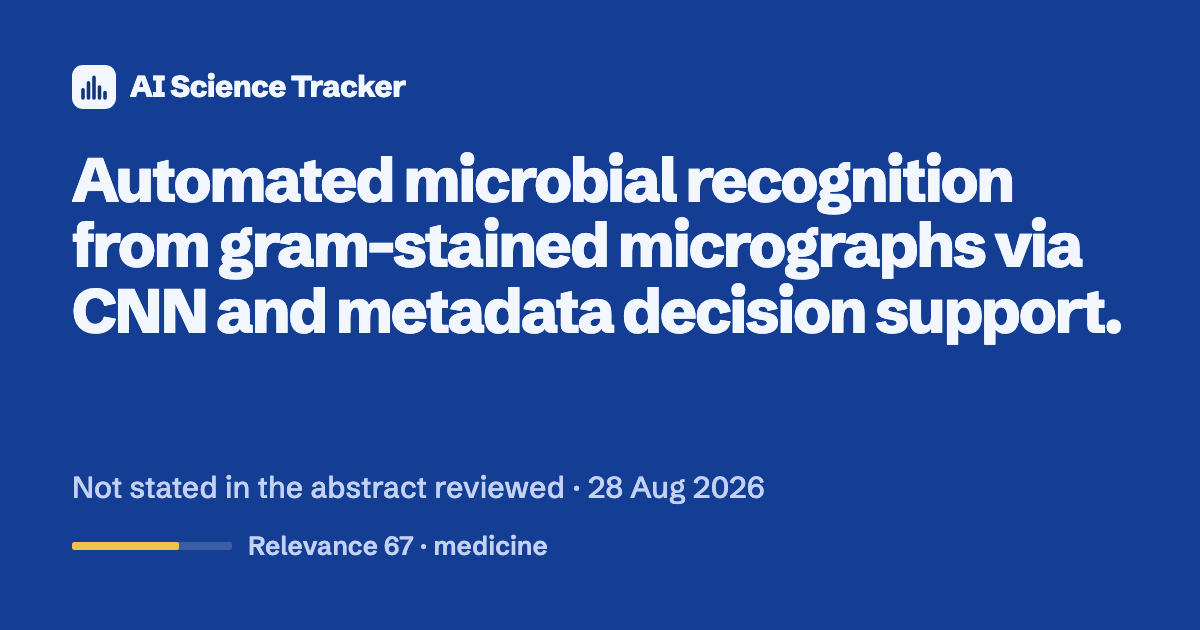 AI Science Tracker
Automated microbial recognition
from gram-stained micrographs via
CNN and metadata decision support.
Not stated in the abstract reviewed · 28 Aug 2026
Relevance 67 · medicine